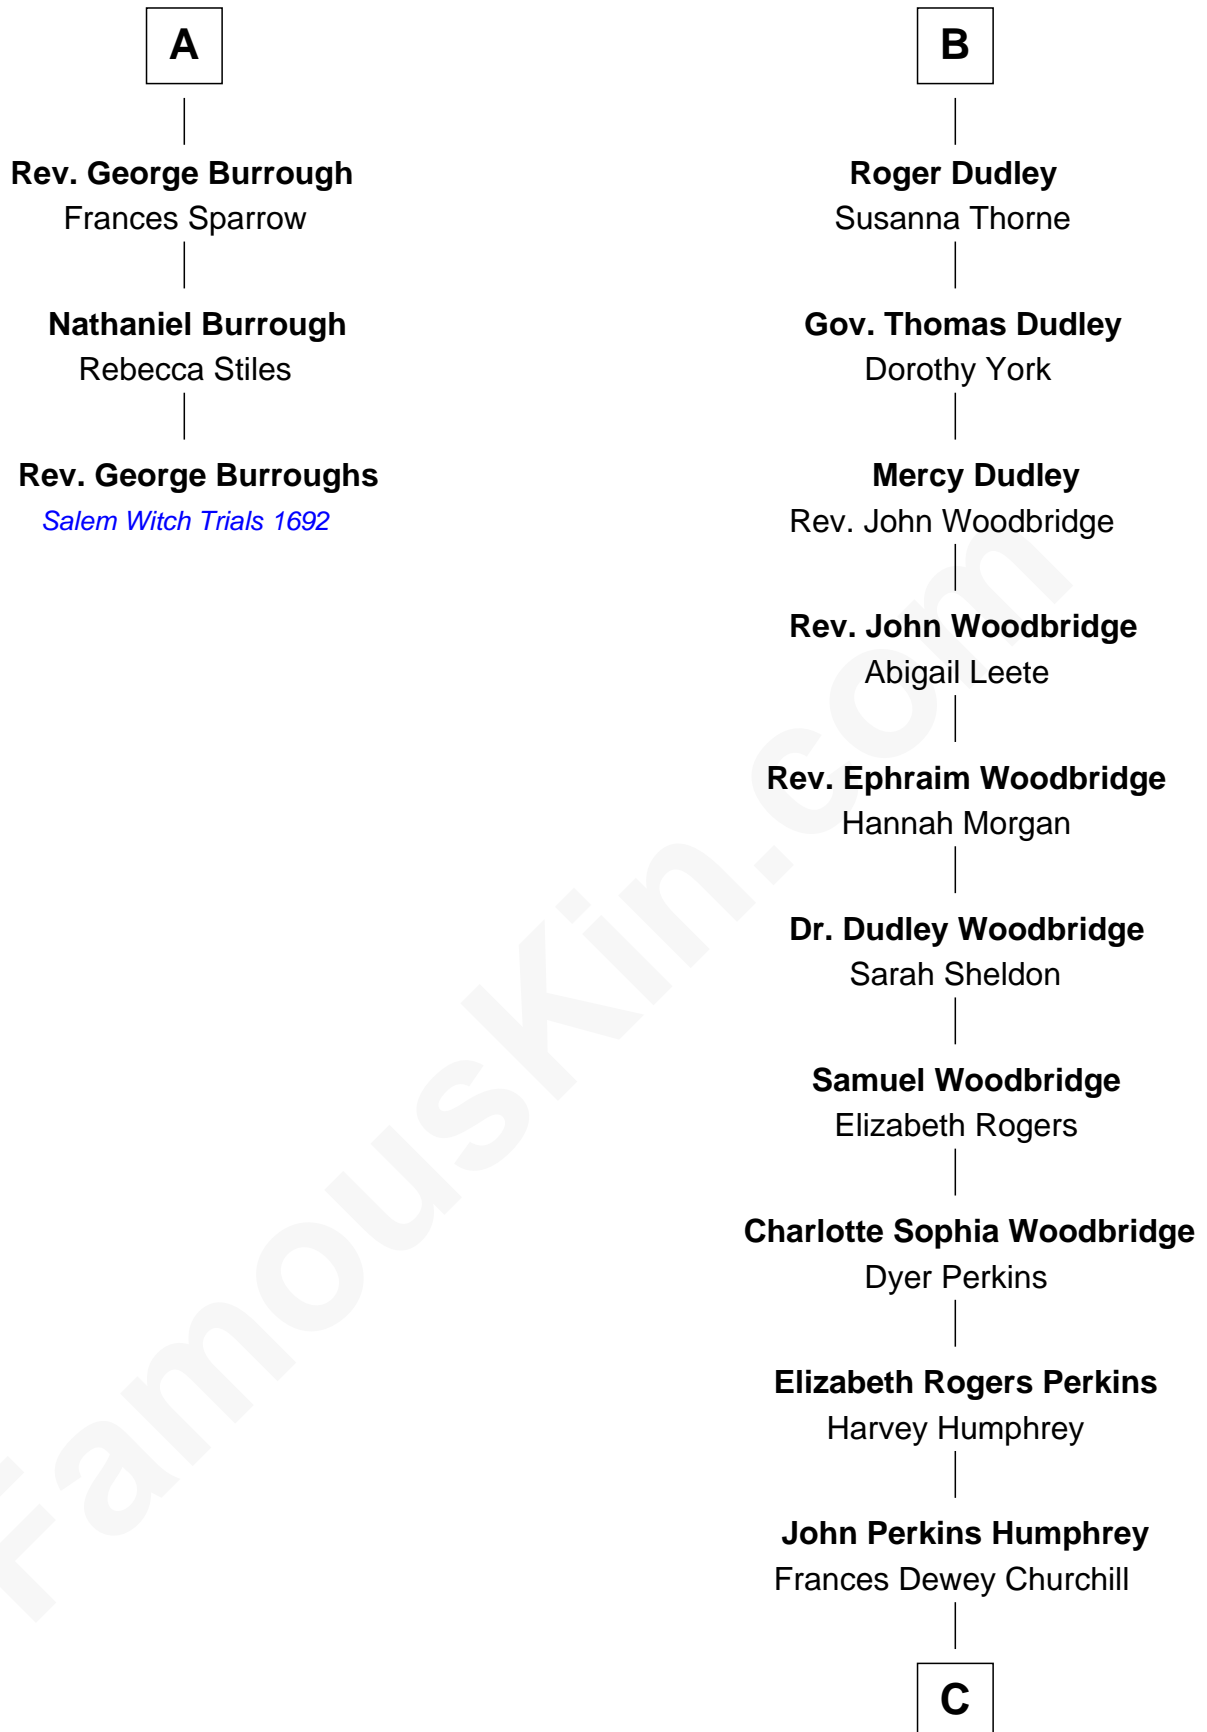 A
Rev. George Burrough
Frances Sparrow
Nathaniel Burrough
Rebecca Stiles
Rev. George Burroughs
Salem Witch Trials 1692
B
Roger Dudley
Susanna Thorne
Gov. Thomas Dudley
Dorothy York
Mercy Dudley
Rev. John Woodbridge
Rev. John Woodbridge
Abigail Leete
Rev. Ephraim Woodbridge
Hannah Morgan
Dr. Dudley Woodbridge
Sarah Sheldon
Samuel Woodbridge
Elizabeth Rogers
Charlotte Sophia Woodbridge
Dyer Perkins
Elizabeth Rogers Perkins
Harvey Humphrey
John Perkins Humphrey
Frances Dewey Churchill
C
FamousKin.com